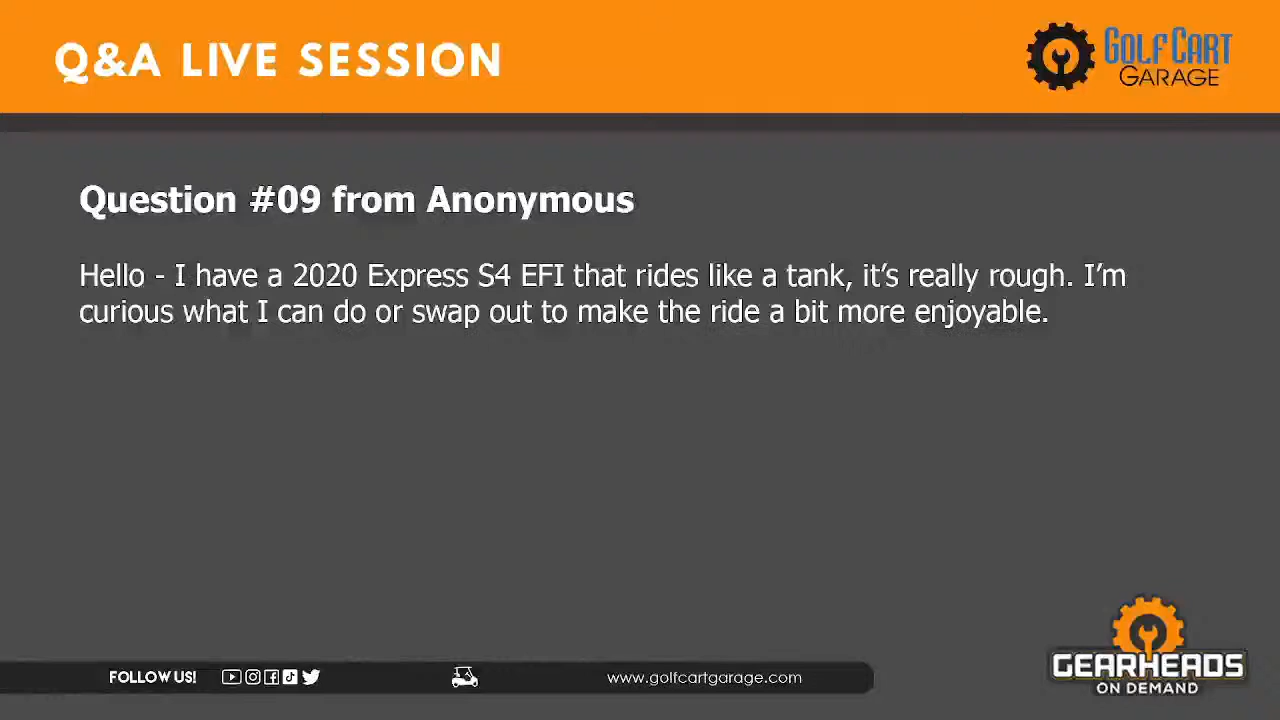 Q&A LIVE SESSION
GOLF CART
GARAGE
Question #09 from Anonymous
Hello - I have a 2020 Express S4 EFI that rides like a tank, it’s really rough. I’m
curious what I can do or swap out to make the ride a bit more enjoyable.
FOLLOW US!
www.golfcartgarage.com
GEARHEADS
ON DEMAND